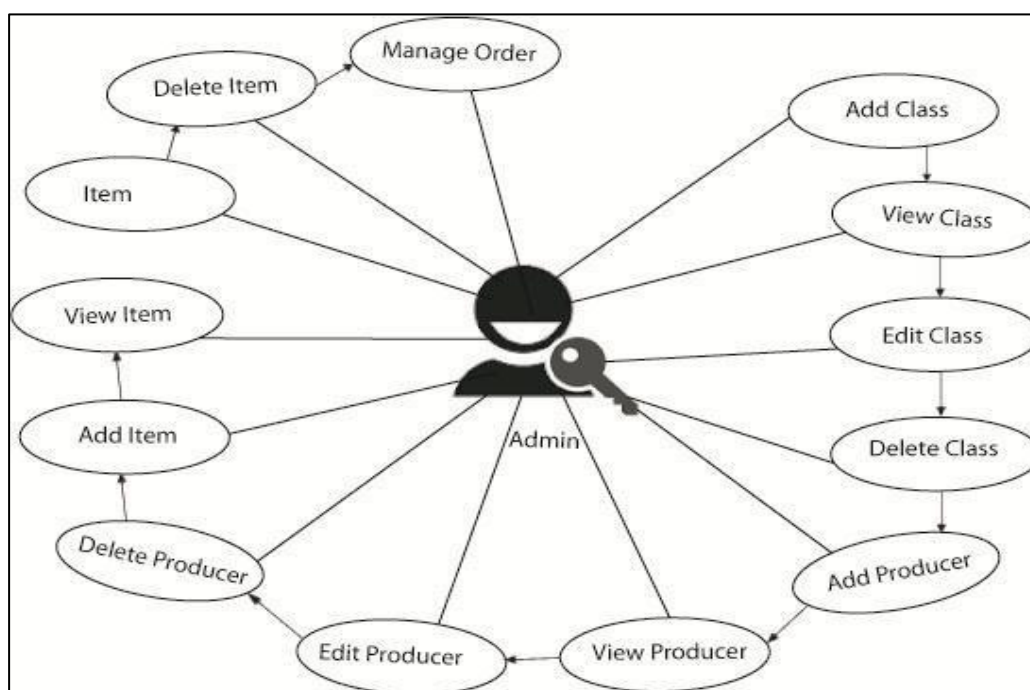 Manage Order
Delete Item
Add Class
Item
View Class
View Item
Edit Class
Add Item
Admin
Delete Class
Delete Producer
Add Producer
Edit Producer
View Producer